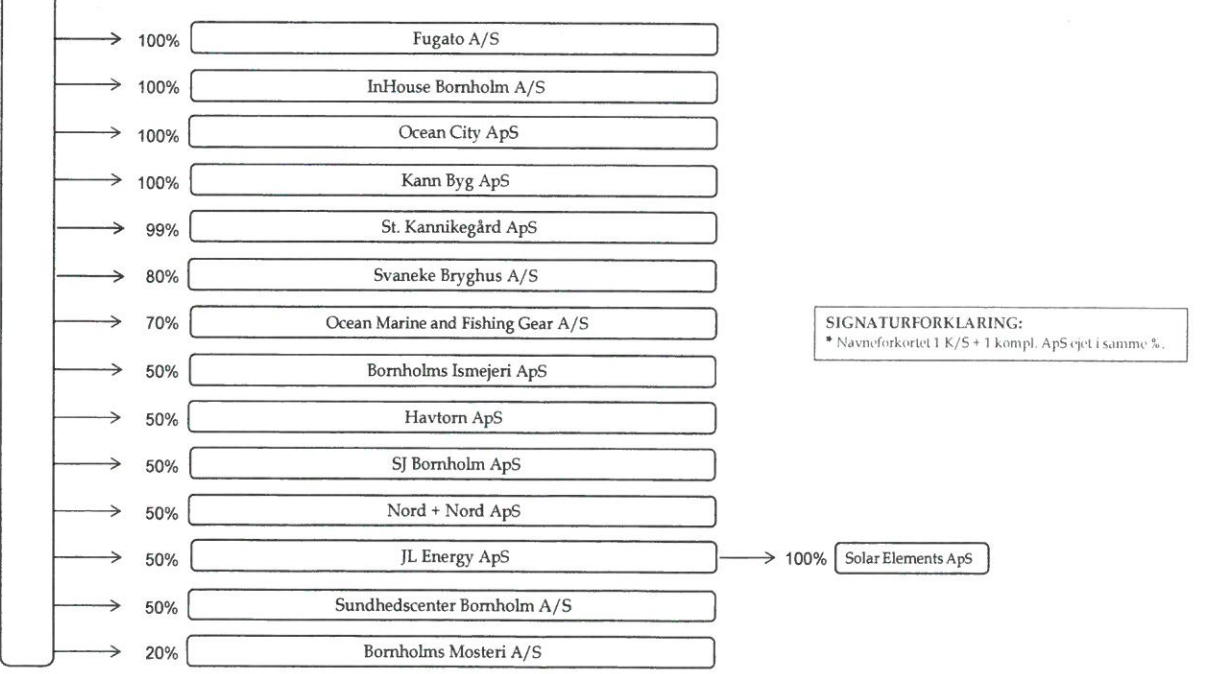 100% Fugato A/S
100% InHouse Bornholm A/S
100% Ocean City ApS
100% Kann Byg ApS
99% St. Kannikegård ApS
80% Svaneke Bryghus A/S
70% Ocean Marine and Fishing Gear A/S
SIGNATURFORKLARING:
* Navneforkortet 1 K/S + 1 kompl. ApS ejet i samme %.
50% Bornholms Ismejeri ApS
50% Havtorn ApS
50% SJ Bornholm ApS
50% Nord + Nord ApS
50% JL Energy ApS 100% Solar Elements ApS
50% Sundhedscenter Bornholm A/S
20% Bornholms Mosteri A/S